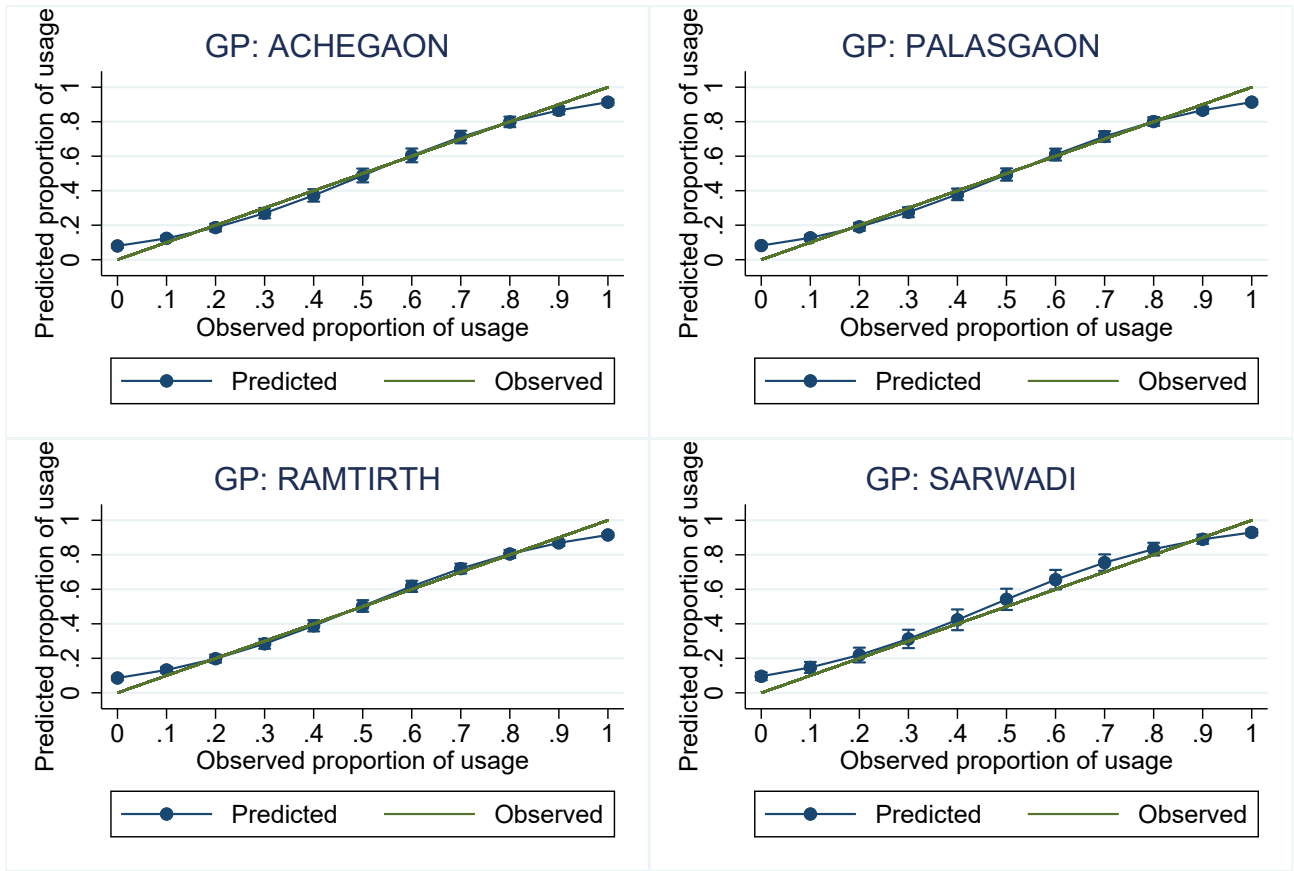 GP: ACHEGAON
Predicted proportion of usage
1
.8
.6
.4
.2
0
0 .1 .2 .3 .4 .5 .6 .7 .8 .9 1
Observed proportion of usage
Predicted Observed
GP: PALASGAON
Predicted proportion of usage
1
.8
.6
.4
.2
0
0 .1 .2 .3 .4 .5 .6 .7 .8 .9 1
Observed proportion of usage
Predicted Observed
GP: RAMTIRTH
Predicted proportion of usage
1
.8
.6
.4
.2
0
0 .1 .2 .3 .4 .5 .6 .7 .8 .9 1
Observed proportion of usage
Predicted Observed
GP: SARWADI
Predicted proportion of usage
1
.8
.6
.4
.2
0
0 .1 .2 .3 .4 .5 .6 .7 .8 .9 1
Observed proportion of usage
Predicted Observed